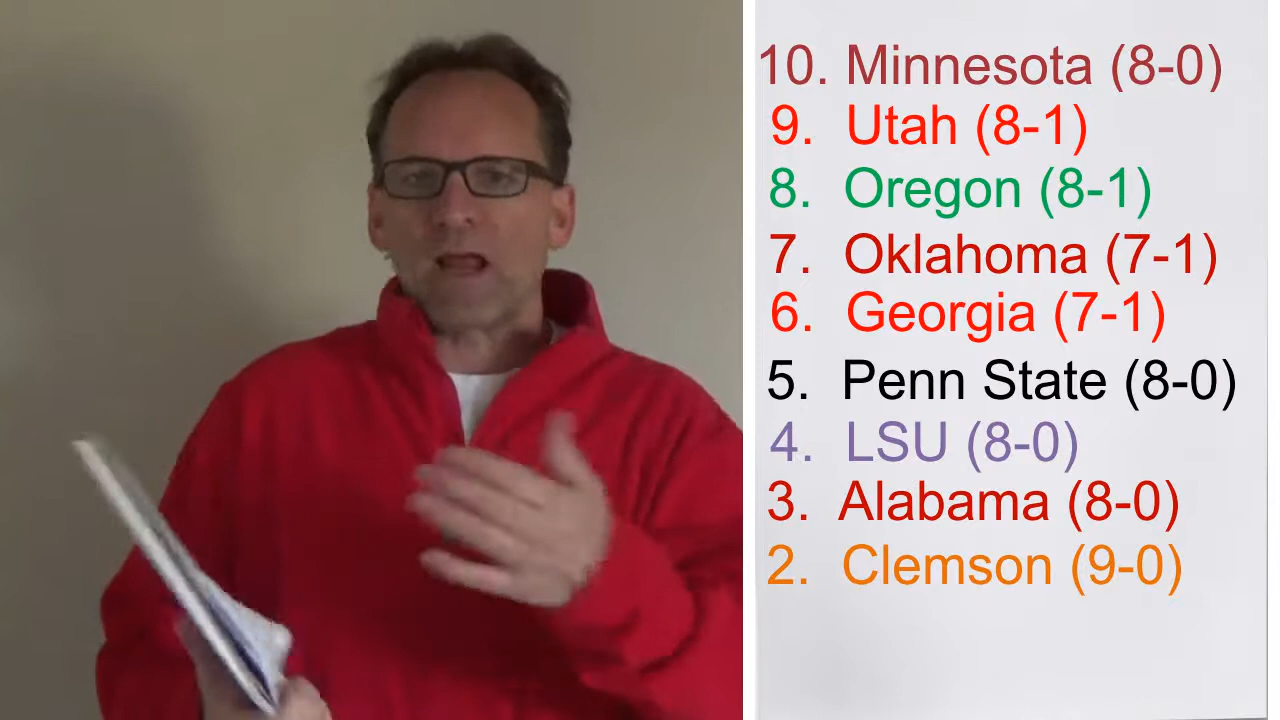 10. Minnesota (8-0)
9. Utah (8-1)
8. Oregon (8-1)
7. Oklahoma (7-1)
6. Georgia (7-1)
5. Penn State (8-0)
4. LSU (8-0)
3. Alabama (8-0)
2. Clemson (9-0)